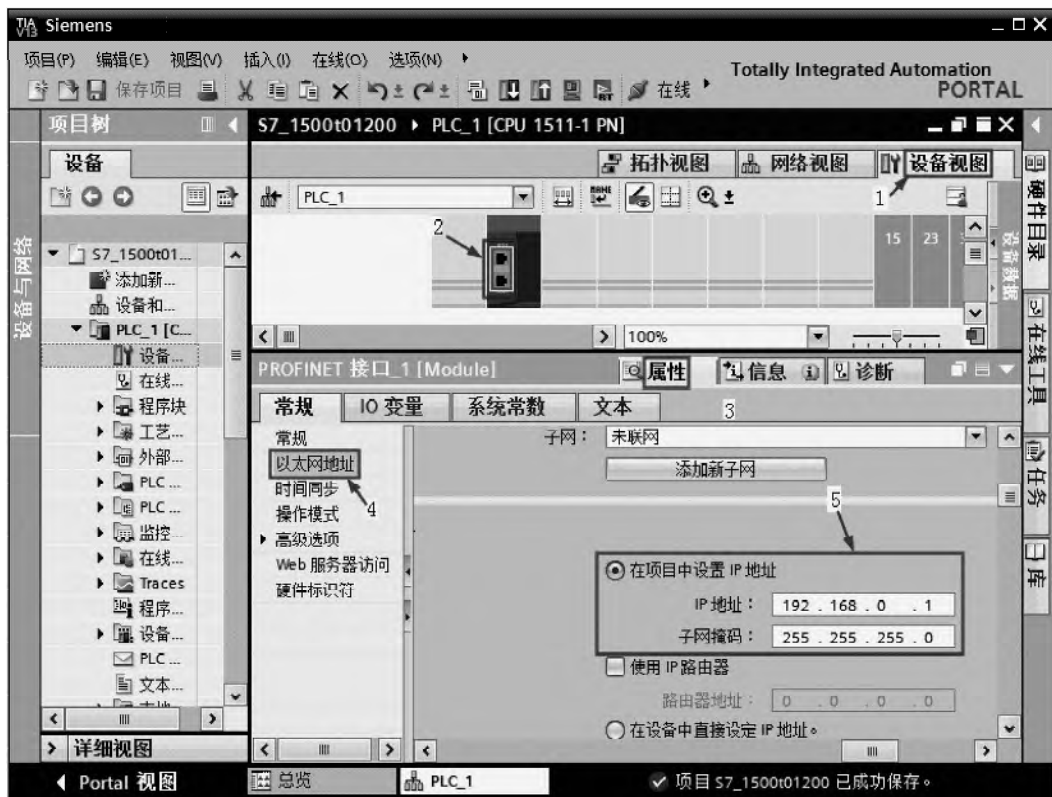 TIA V13 Siemens
项目(P) 编辑(E) 视图(V) 插入(I) 在线(O) 选项(N)
Totally Integrated Automation
PORTAL
保存项目 在线
项目树
S7_1500t01200 PLC_1 [CPU 1511-1 PN]
设备
拓扑视图 网络视图 设备视图
1
PLC_1
2
15 23
设备与网络
S7_1500t01...
添加新...
设备和...
PLC_1 [C...
设备...
在线...
程序块
工艺...
外部...
PLC ...
PLC ...
监控...
在线...
Traces
程序...
设备...
PLC ...
文本...
详细视图
100%
设备数据
PROFINET 接口_1 [Module]
属性 信息 诊断
常规 IO 变量 系统常数 文本
3
常规
以太网地址
时间同步
操作模式
高级选项
Web 服务器访问
硬件标识符
4
子网： 未联网
添加新子网
5
在项目中设置 IP 地址
IP 地址： 192 . 168 . 0 . 1
子网掩码： 255 . 255 . 255 . 0
使用 IP 路由器
路由器地址： 0 . 0 . 0 . 0
在设备中直接设定 IP 地址。
硬件目录
在线工具
任务
库
Portal 视图 总览 PLC_1
项目 S7_1500t01200 已成功保存。